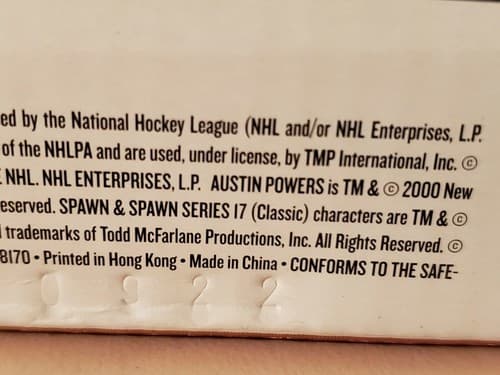 ed by the National Hockey League (NHL and/or NHL Enterprises, L.P.
of the NHLPA and are used, under license, by TMP International, Inc. ©
NHL. NHL ENTERPRISES, L.P. AUSTIN POWERS is TM & © 2000 New
eserved. SPAWN & SPAWN SERIES 17 (Classic) characters are TM & ©
trademarks of Todd McFarlane Productions, Inc. All Rights Reserved. ©
8170 • Printed in Hong Kong • Made in China • CONFORMS TO THE SAFE-
0922